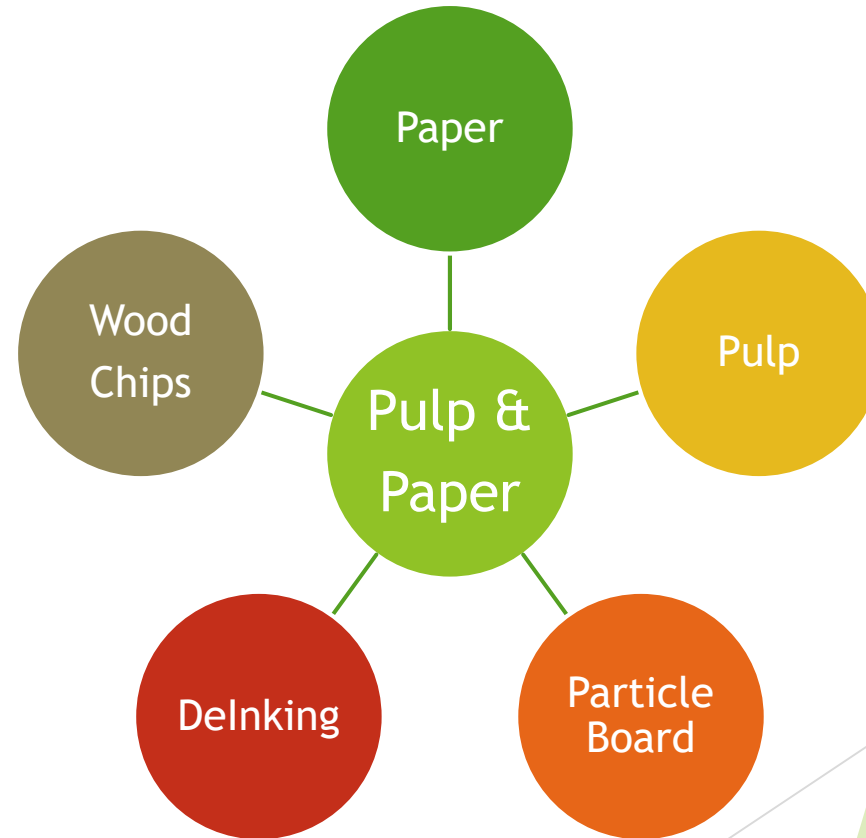 Paper
Wood
Chips
Pulp
Pulp &
Paper
DeInking
Particle
Board